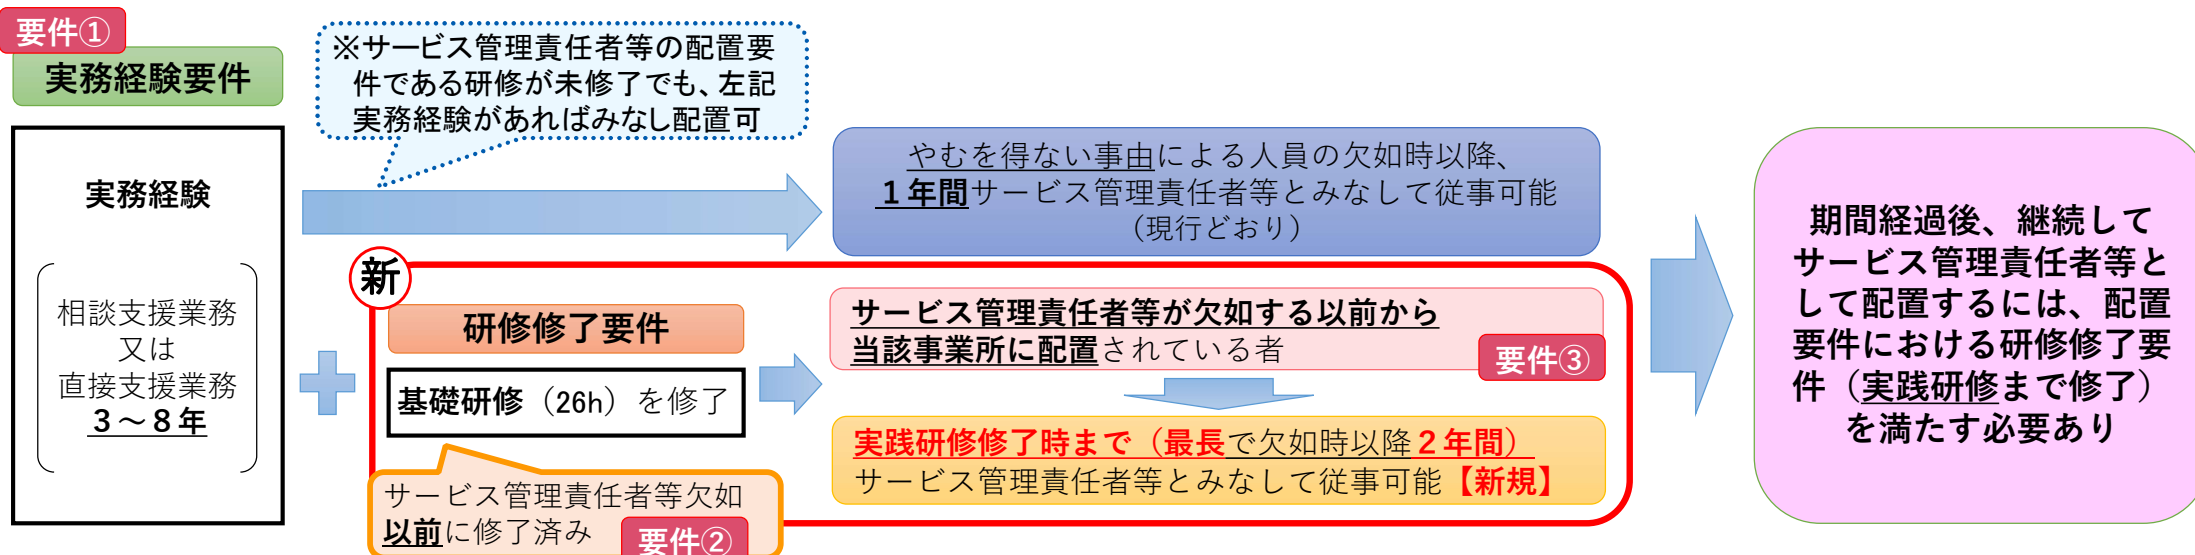 要件①
実務経験要件
実務経験
相談支援業務
又は
直接支援業務
３～８年
※サービス管理責任者等の配置要
件である研修が未修了でも、左記
実務経験があればみなし配置可
やむを得ない事由による人員の欠如時以降、
１年間サービス管理責任者等とみなして従事可能
（現行どおり）
新
研修修了要件
基礎研修（26h）を修了
サービス管理責任者等欠如
以前に修了済み
要件②
サービス管理責任者等が欠如する以前から
当該事業所に配置されている者
要件③
実践研修修了時まで（最長で欠如時以降２年間）
サービス管理責任者等とみなして従事可能【新規】
期間経過後、継続して
サービス管理責任者等と
して配置するには、配置
要件における研修修了要
件（実践研修まで修了）
を満たす必要あり